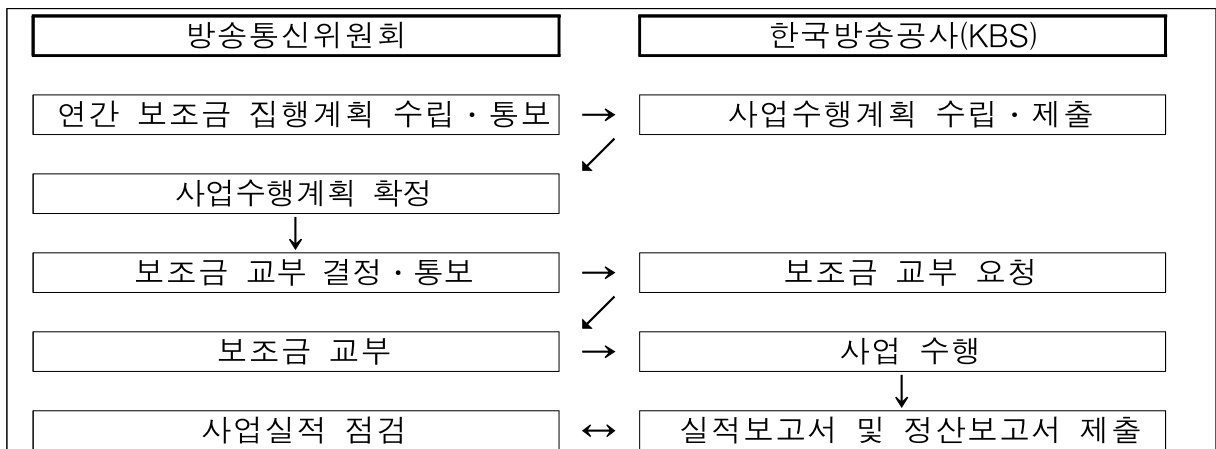 방송통신위원회 한국방송공사(KBS)
연간 보조금 집행계획 수립·통보 → 사업수행계획 수립·제출
↙
사업수행계획 확정
↓
보조금 교부 결정·통보 → 보조금 교부 요청
↙
보조금 교부 → 사업 수행
↓
사업실적 점검 ↔ 실적보고서 및 정산보고서 제출